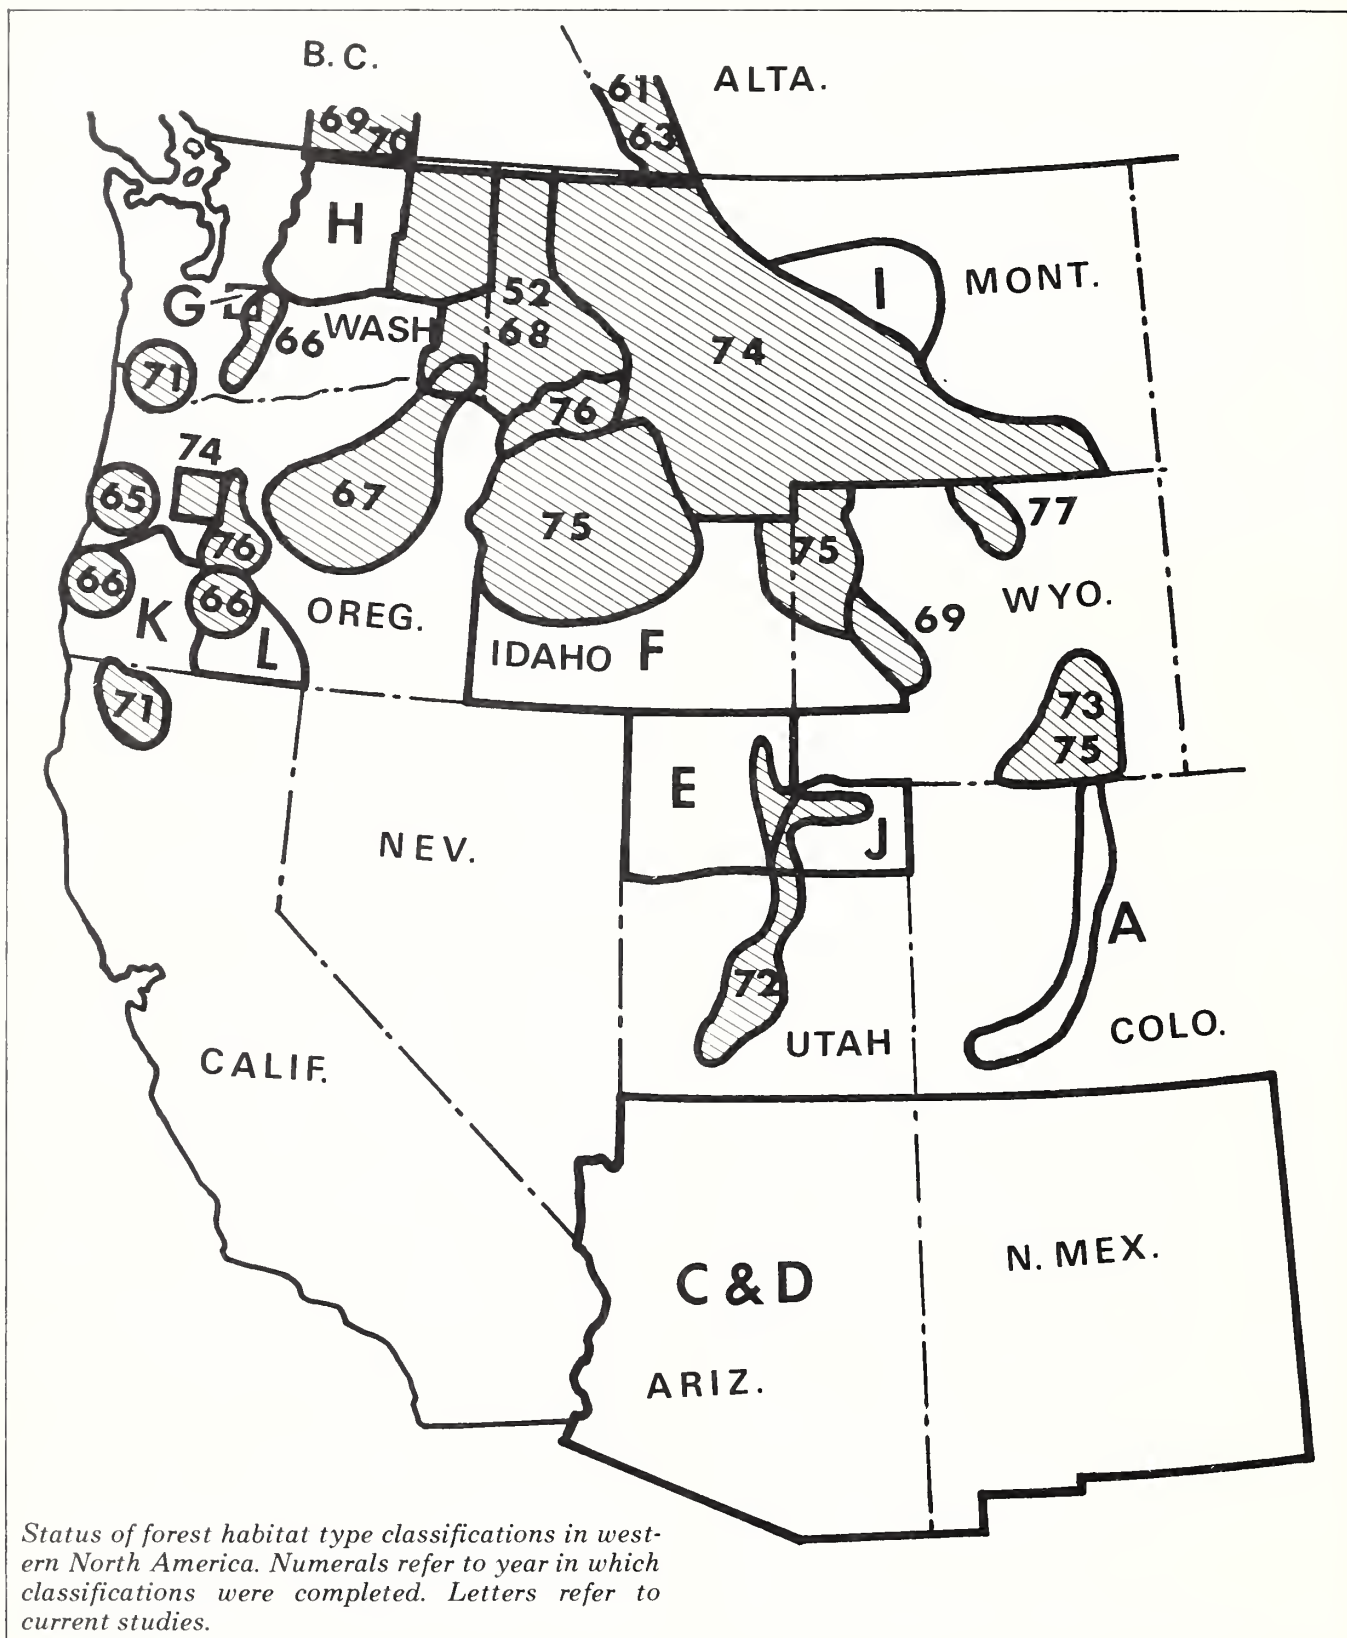 B.C.
ALTA.
61
63
69
70
H
I
MONT.
G
52
68
66
WASH
74
71
76
74
65
67
75
75
77
76
66
66
K
L
OREG.
IDAHO
F
69
WYO.
71
73
75
E
J
NEV.
A
72
UTAH
COLO.
CALIF.
C & D
N. MEX.
ARIZ.
Status of forest habitat type classifications in west-
ern North America. Numerals refer to year in which
classifications were completed. Letters refer to
current studies.